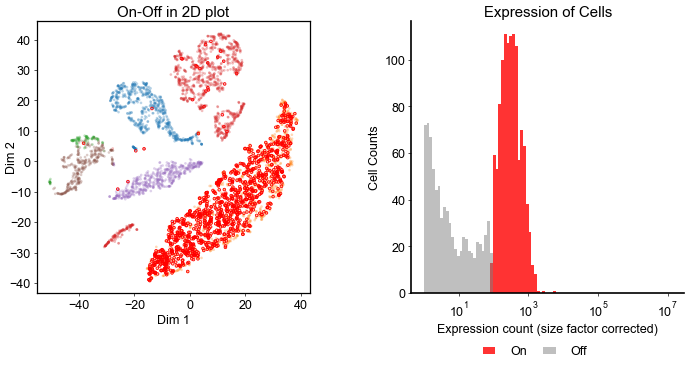 On-Off in 2D plot
Dim 2
40
30
20
10
0
−10
−20
−30
−40
−40 −20 0 20 40
Dim 1
Expression of Cells
Cell Counts
100
80
60
40
20
0
10^1 10^3 10^5 10^7
Expression count (size factor corrected)
On Off